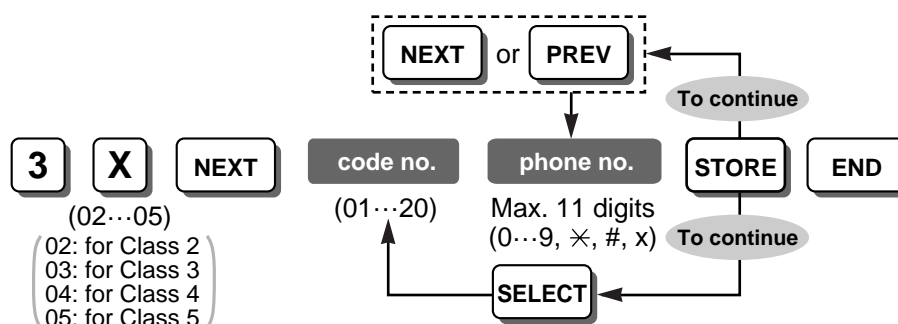 NEXT or PREV
To continue
3 X NEXT code no. phone no. STORE END
(02···05) (01···20) Max. 11 digits
(0···9, ✳, #, x) To continue
02: for Class 2
03: for Class 3
04: for Class 4
05: for Class 5
SELECT